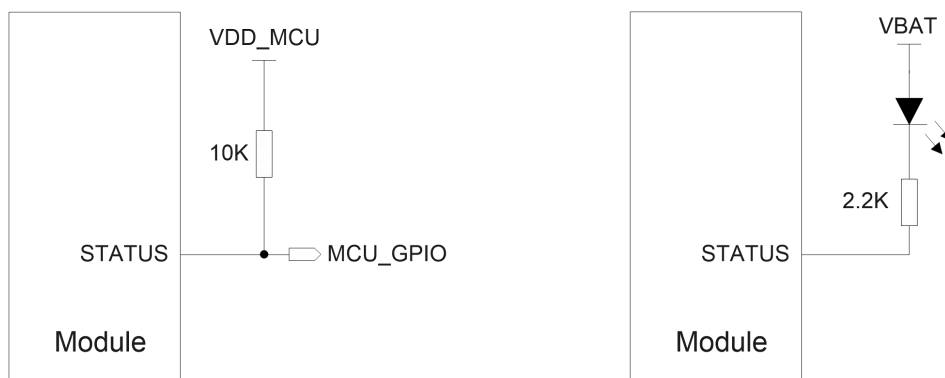 VDD_MCU
10K
STATUS
MCU_GPIO
Module
VBAT
2.2K
STATUS
Module